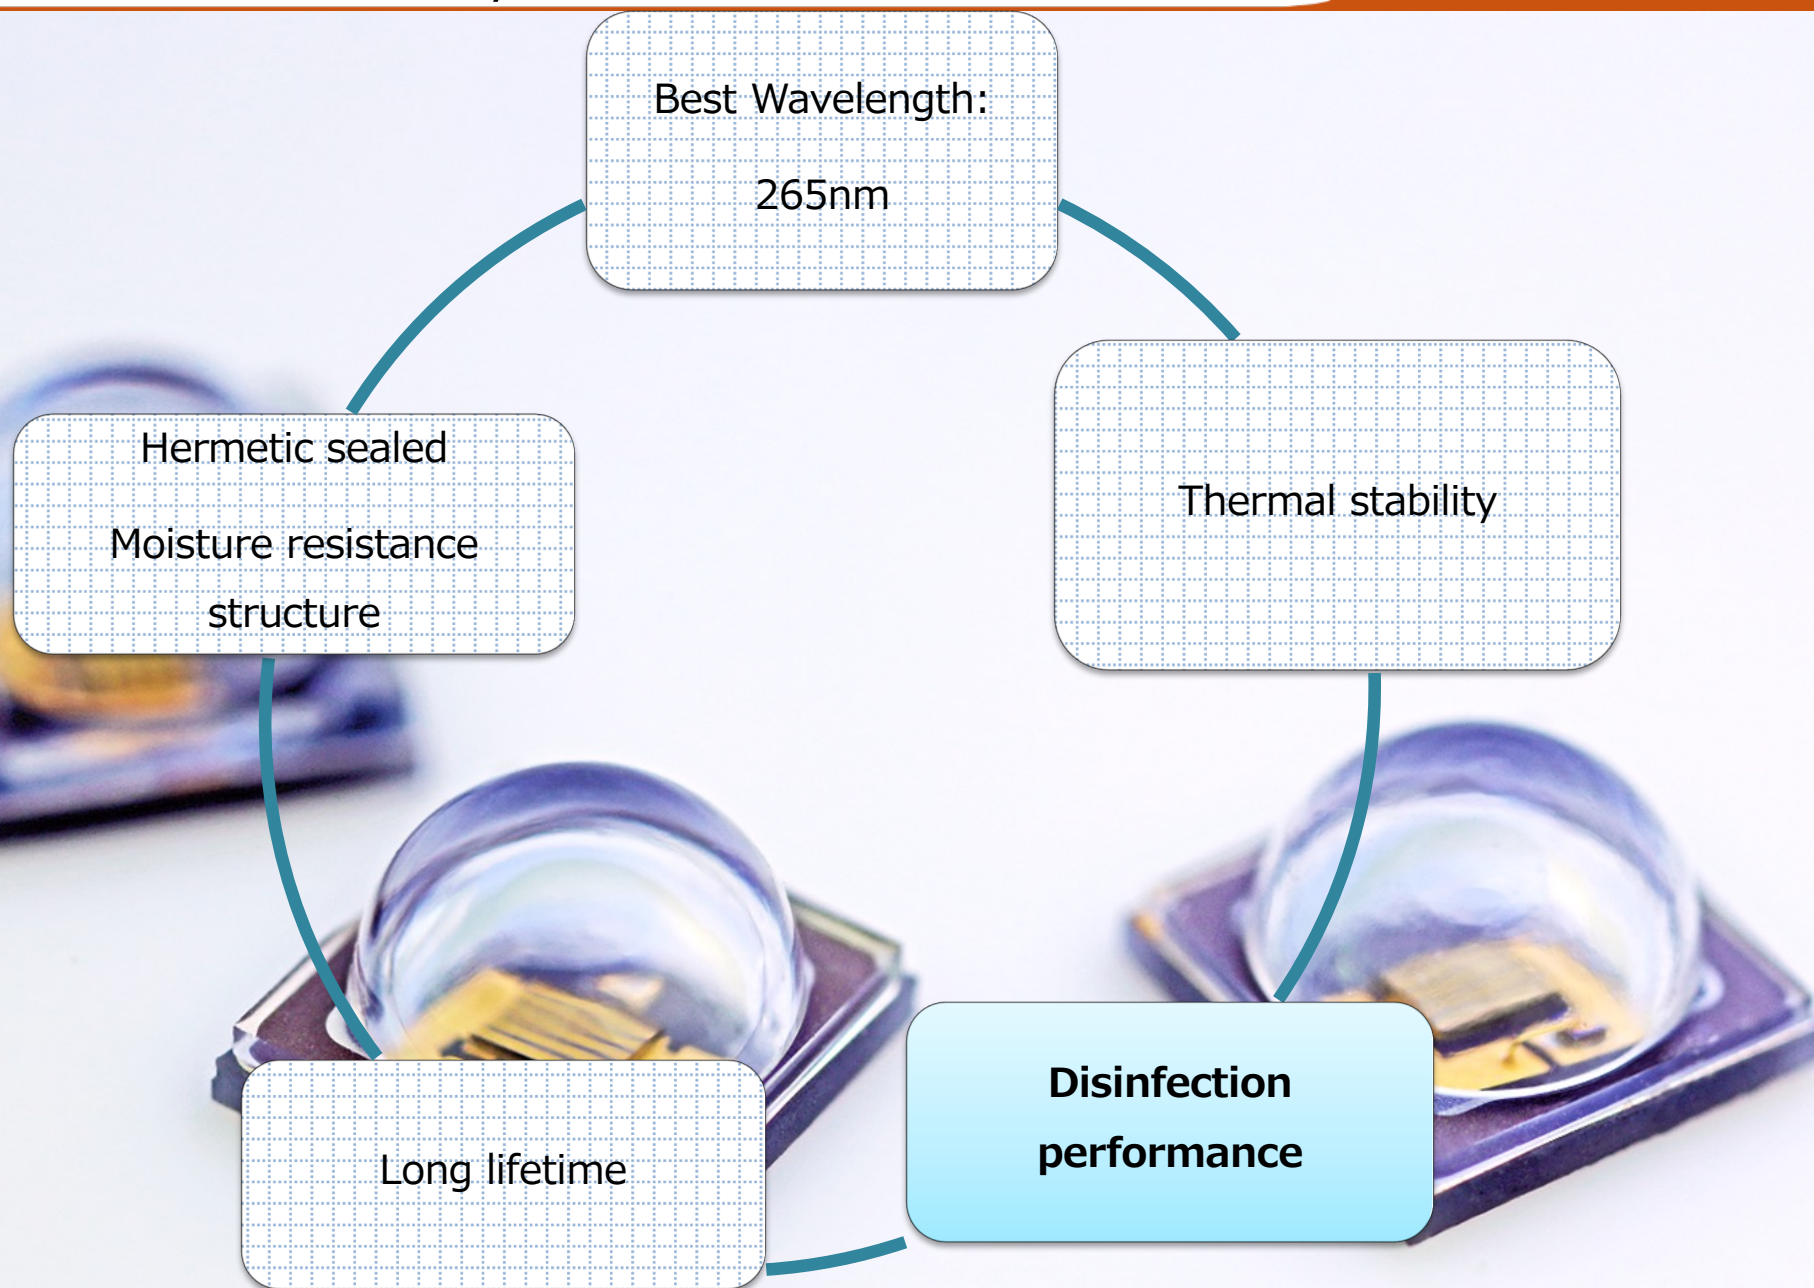 Best Wavelength:
265nm
Hermetic sealed
Moisture resistance
structure
Thermal stability
Long lifetime
Disinfection
performance